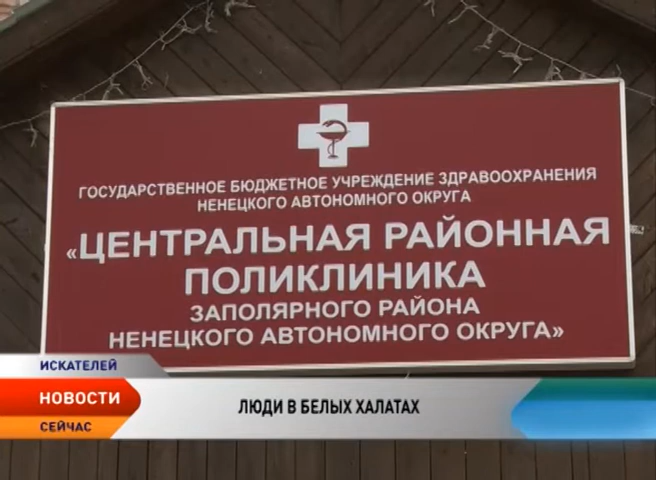 ГОСУДАРСТВЕННОЕ БЮДЖЕТНОЕ УЧРЕЖДЕНИЕ ЗДРАВООХРАНЕНИЯ
НЕНЕЦКОГО АВТОНОМНОГО ОКРУГА
«ЦЕНТРАЛЬНАЯ РАЙОННАЯ
ПОЛИКЛИНИКА
ЗАПОЛЯРНОГО РАЙОНА
НЕНЕЦКОГО АВТОНОМНОГО ОКРУГА»
ИСКАТЕЛЕЙ
НОВОСТИ
СЕЙЧАС
ЛЮДИ В БЕЛЫХ ХАЛАТАХ